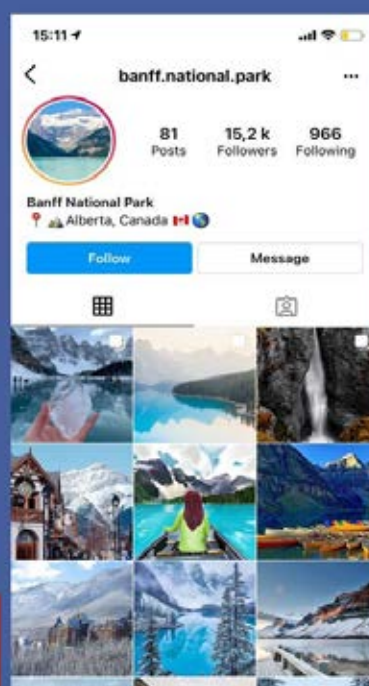 15:11
banff.national.park
81 15,2 k 966
Posts Followers Following
Banff National Park
Alberta, Canada
Follow Message